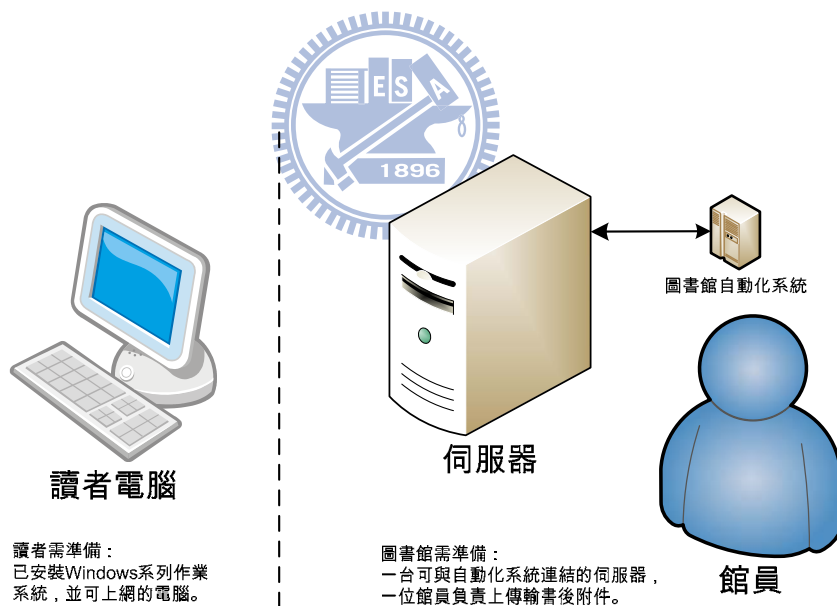 ESA
1896
圖書館自動化系統
伺服器
讀者電腦
館員
讀者需準備：
已安裝Windows系列作業
系統，並可上網的電腦。
圖書館需準備：
一台可與自動化系統連結的伺服器，
一位館員負責上傳輸書後附件。